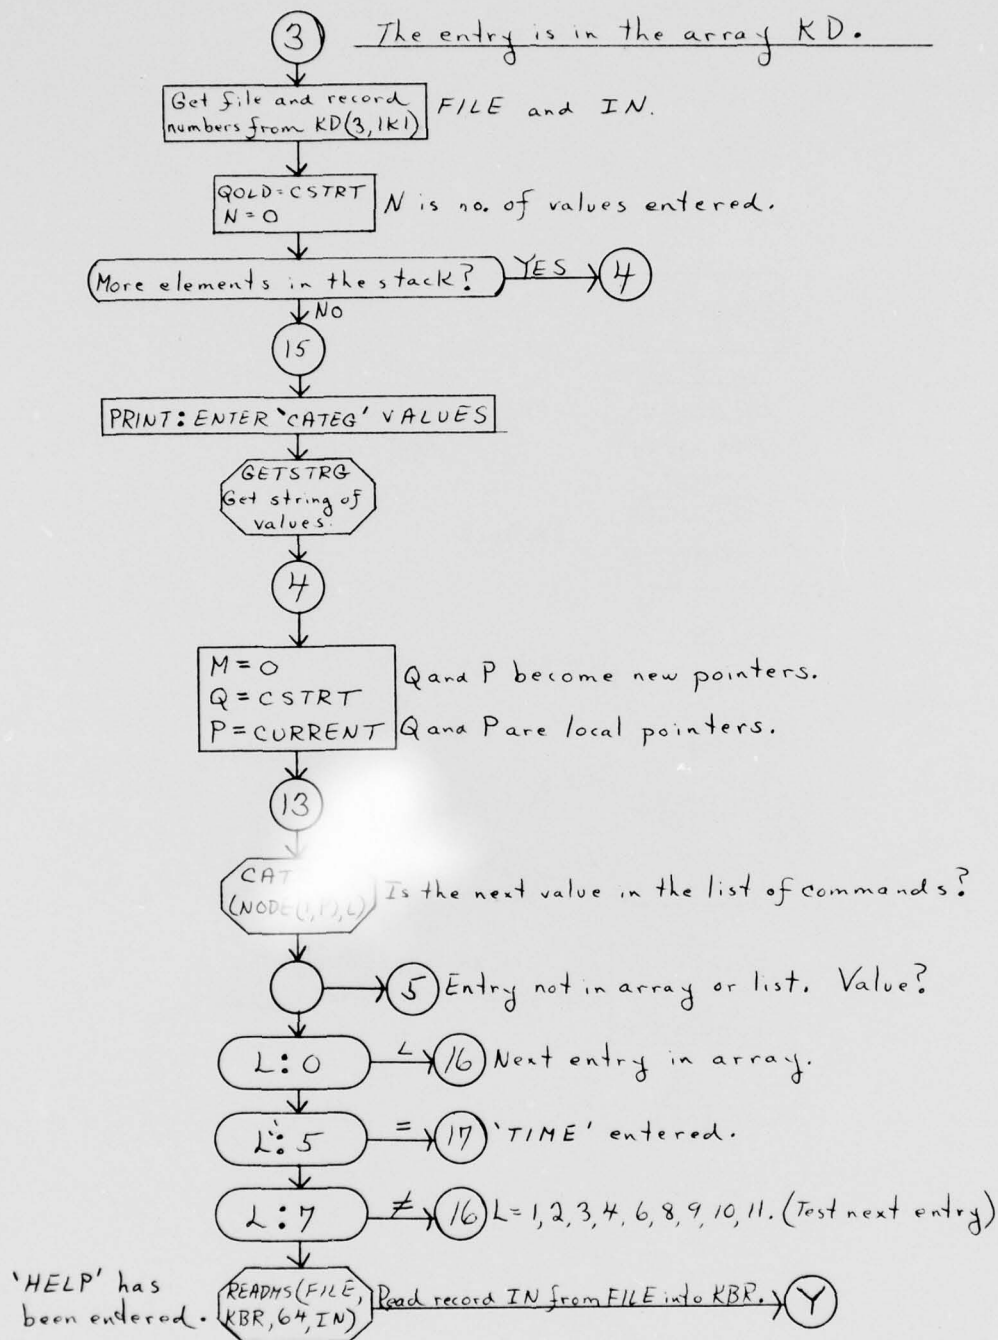 3 The entry is in the array KD.
Get file and record
numbers from KD(3,IKI)
FILE and IN.
QOLD=CSTRT
N=0
N is no. of values entered.
More elements in the stack?
YES
4
NO
15
PRINT: ENTER 'CATEG' VALUES
GETSTRG
Get string of
values.
4
M=0
Q=CSTRT
P=CURRENT
Q and P become new pointers.
Q and P are local pointers.
13
(NODE
Is the next value in the list of commands?
5 Entry not in array or list. Value?
L:0
<
16 Next entry in array.
L:5
=
17 'TIME' entered.
L:7
≠
16 L=1,2,3,4,6,8,9,10,11. (Test next entry)
'HELP' has
been entered.
READMS(FILE,
KBR,64,IN)
Read record IN from FILE into KBR.
Y